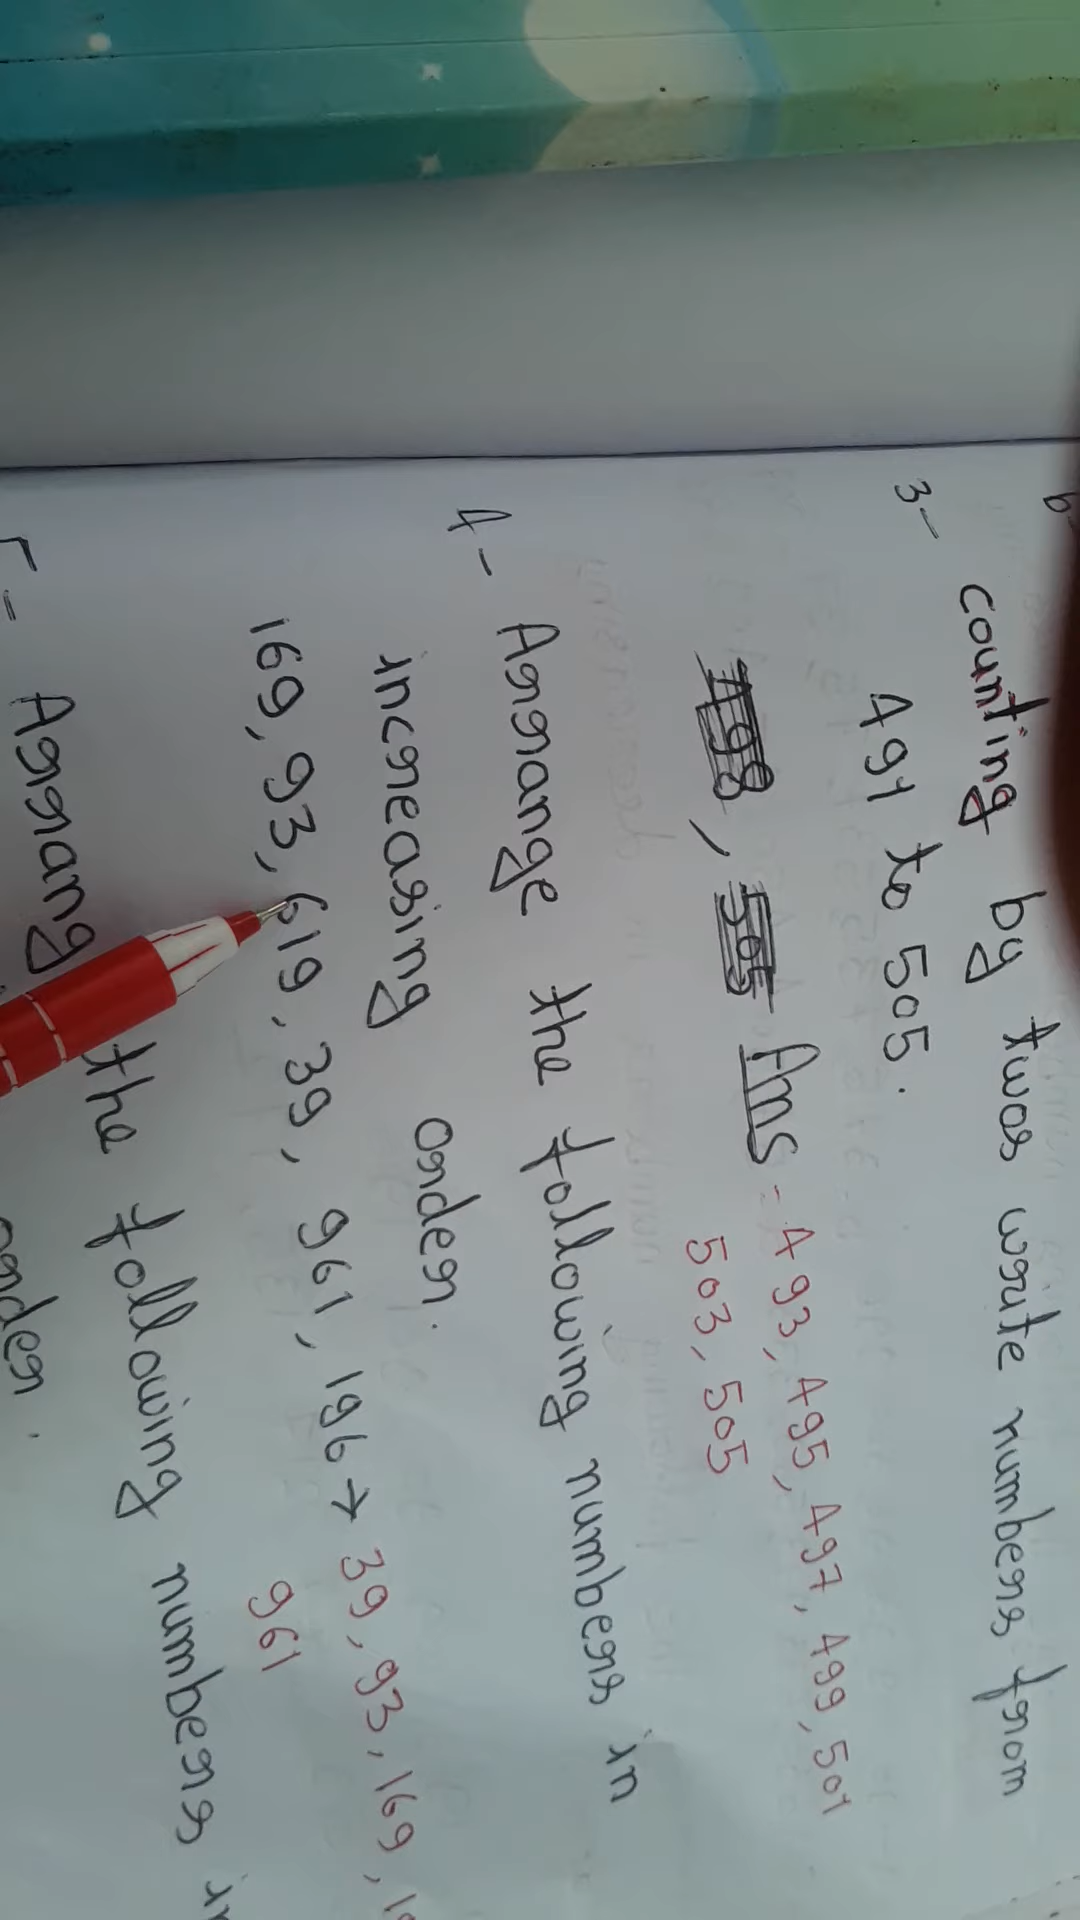 3- counting by twos write numbers from
491 to 505.
Ans - 493, 495, 497, 499, 501
503, 505
4- Arrange the following numbers in
increasing order.
169, 93, 619, 39, 961, 196 → 39, 93, 169,
961
5- Arrang the following numbers in
order.